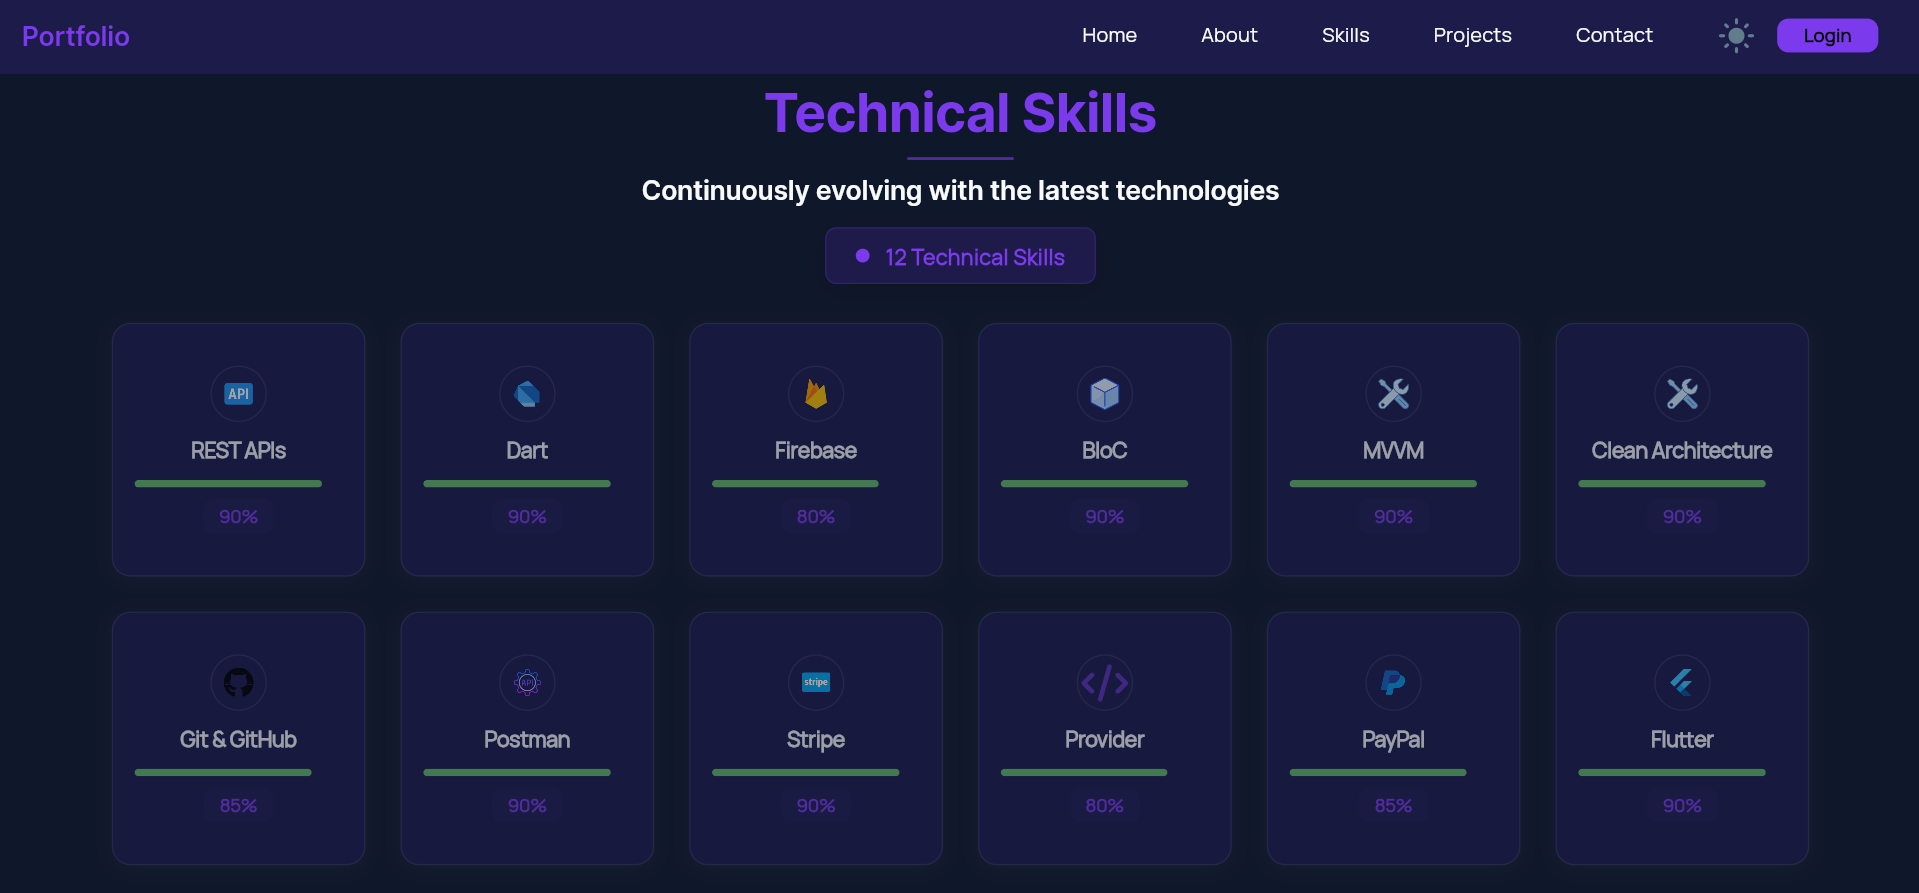 Portfolio
Home About Skills Projects Contact Login
Technical Skills
Continuously evolving with the latest technologies
12 Technical Skills
API
REST APIs
90%
Dart
90%
Firebase
80%
BloC
90%
MVVM
90%
Clean Architecture
90%
Git & GitHub
85%
API
Postman
90%
stripe
Stripe
90%
Provider
80%
PayPal
85%
Flutter
90%